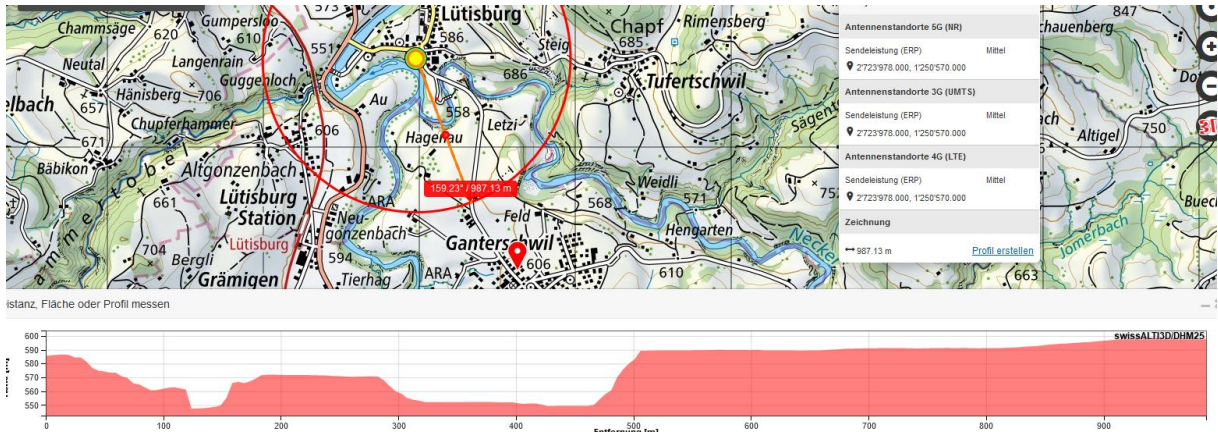 Chammsäge
620
Gumpersloo
610
573
551
Lütisburg
586
Steig
Chapf
685
Rimensberg
847
Langenrain
Neutal
Guggenloch
Hänisberg
706
657
686
Tufertschwil
elbach
Au
558
Chupferhammer
606
Hagenau
Letzi
671
Altigel
750
Bäbikon
Altgonzenbach
159.23° / 987.13 m
Weidli
661
ARA
568
571
Lütisburg
Station
Neu-
gonzenbach
Feld
Hengarten
704
Lütisburg
Ganterschwil
Bergli
594
ARA
606
610
663
Grämigen
Tierhag
Antennenstandorte 5G (NR)
Sendeleistung (ERP) Mittel
2'723'978.000, 1'250'570.000
Antennenstandorte 3G (UMTS)
Sendeleistung (ERP) Mittel
2'723'978.000, 1'250'570.000
Antennenstandorte 4G (LTE)
Sendeleistung (ERP) Mittel
2'723'978.000, 1'250'570.000
Zeichnung
987.13 m Profil erstellen
Fläche oder Profil messen
swissALTI3D/DHM25
600
590
580
570
560
550
0 100 200 300 400 500 600 700 800 900
Entfernung [m]